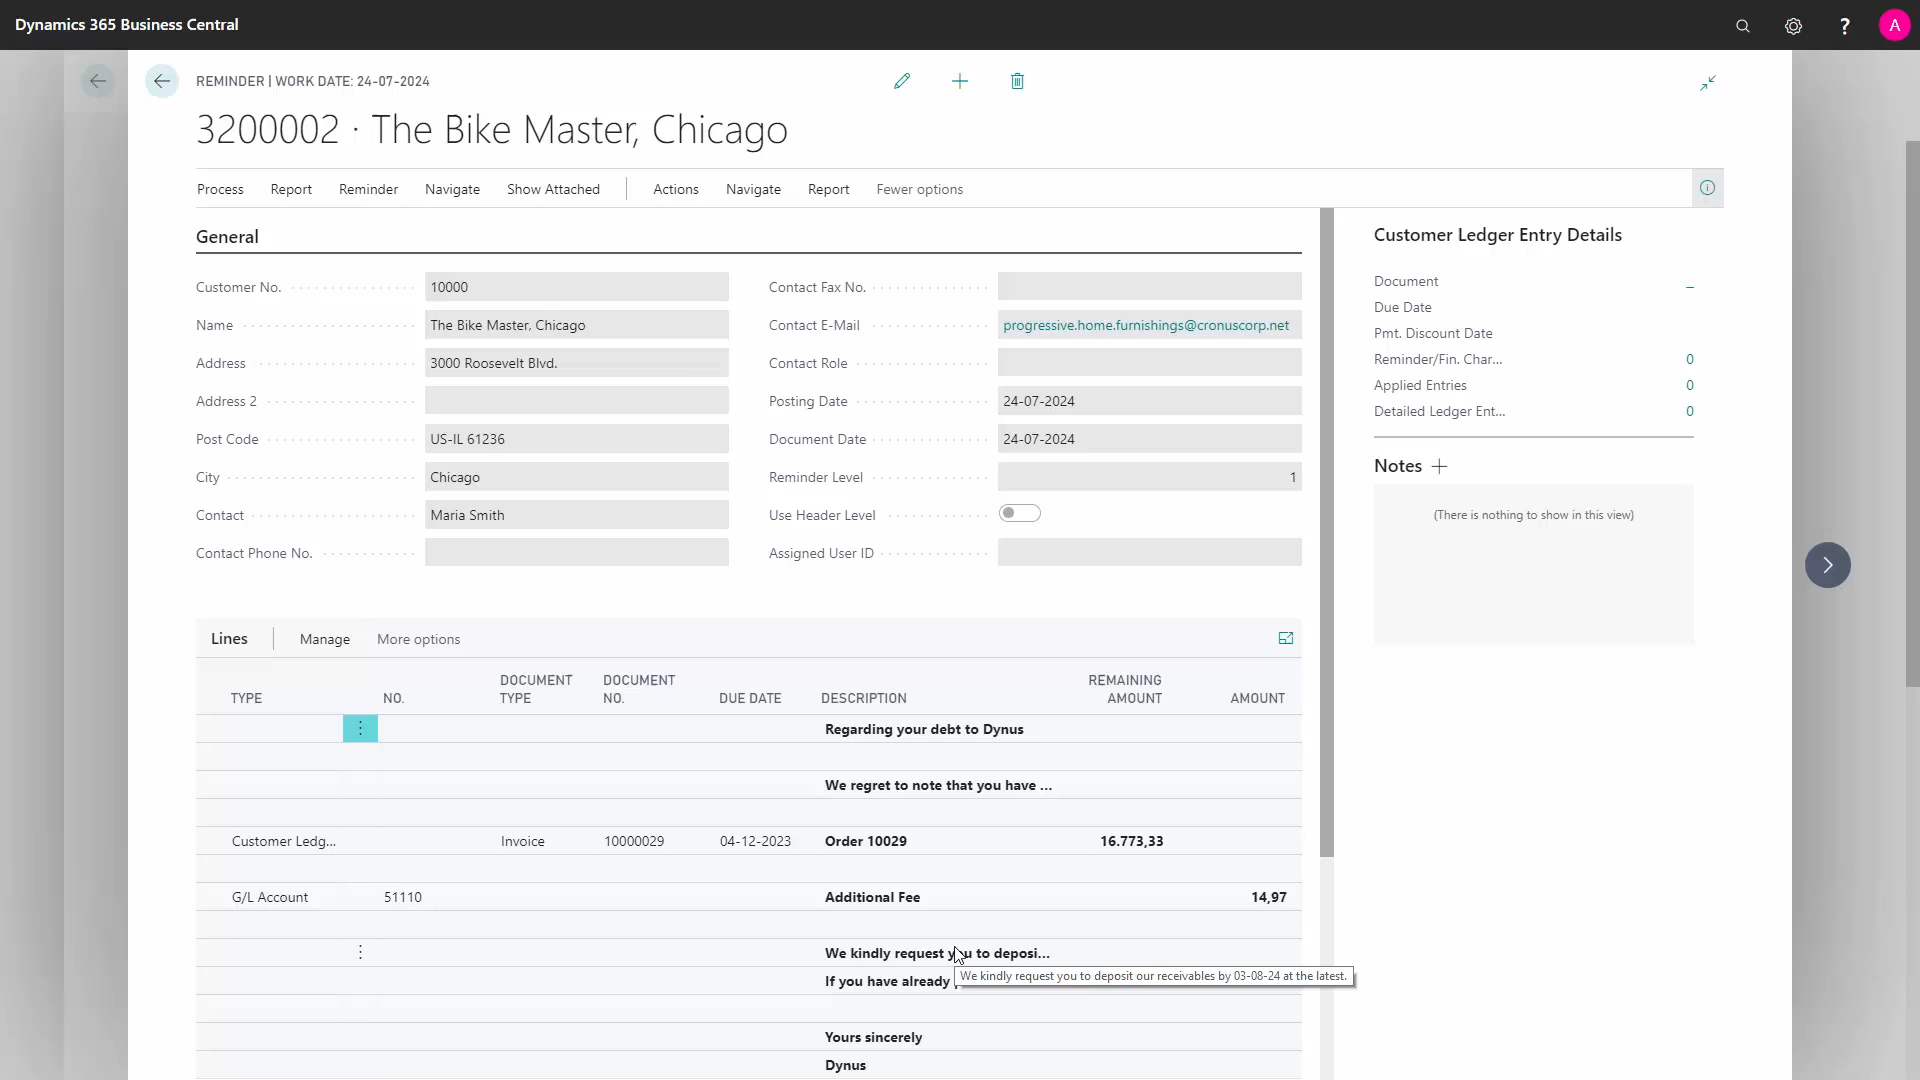 Dynamics 365 Business Central
?
A
REMINDER | WORK DATE: 24-07-2024
3200002 · The Bike Master, Chicago
Process Report Reminder Navigate Show Attached Actions Navigate Report Fewer options
General
Customer No. 10000
Name The Bike Master, Chicago
Address 3000 Roosevelt Blvd.
Address 2
Post Code US-IL 61236
City Chicago
Contact Maria Smith
Contact Phone No.
Contact Fax No.
Contact E-Mail progressive.home.furnishings@cronuscorp.net
Contact Role
Posting Date 24-07-2024
Document Date 24-07-2024
Reminder Level 1
Use Header Level
Assigned User ID
Customer Ledger Entry Details
Document _
Due Date
Pmt. Discount Date
Reminder/Fin. Char... 0
Applied Entries 0
Detailed Ledger Ent... 0
Notes
(There is nothing to show in this view)
Lines Manage More options
TYPE NO. DOCUMENT TYPE DOCUMENT NO. DUE DATE DESCRIPTION REMAINING AMOUNT AMOUNT
Regarding your debt to Dynus
We regret to note that you have ...
Customer Ledg... Invoice 10000029 04-12-2023 Order 10029 16.773,33
G/L Account 51110 Additional Fee 14,97
We kindly request you to deposi...
We kindly request you to deposit our receivables by 03-08-24 at the latest.
If you have already
Yours sincerely
Dynus